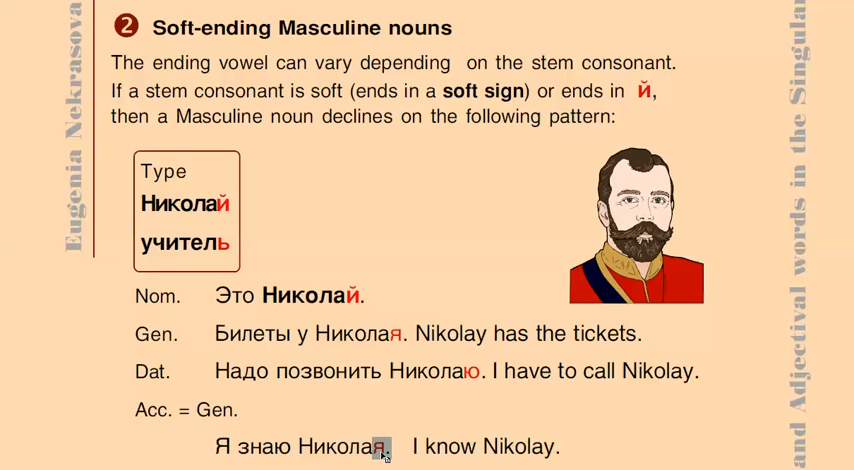 Eugenia Nekrasova
2 Soft-ending Masculine nouns
The ending vowel can vary depending on the stem consonant.
If a stem consonant is soft (ends in a soft sign) or ends in й,
then a Masculine noun declines on the following pattern:
Type
Николай
учитель
Nom. Это Николай.
Gen. Билеты у Николая. Nikolay has the tickets.
Dat. Надо позвонить Николаю. I have to call Nikolay.
Acc. = Gen.
Я знаю Николая. I know Nikolay.
and Adjectival words in the Singular